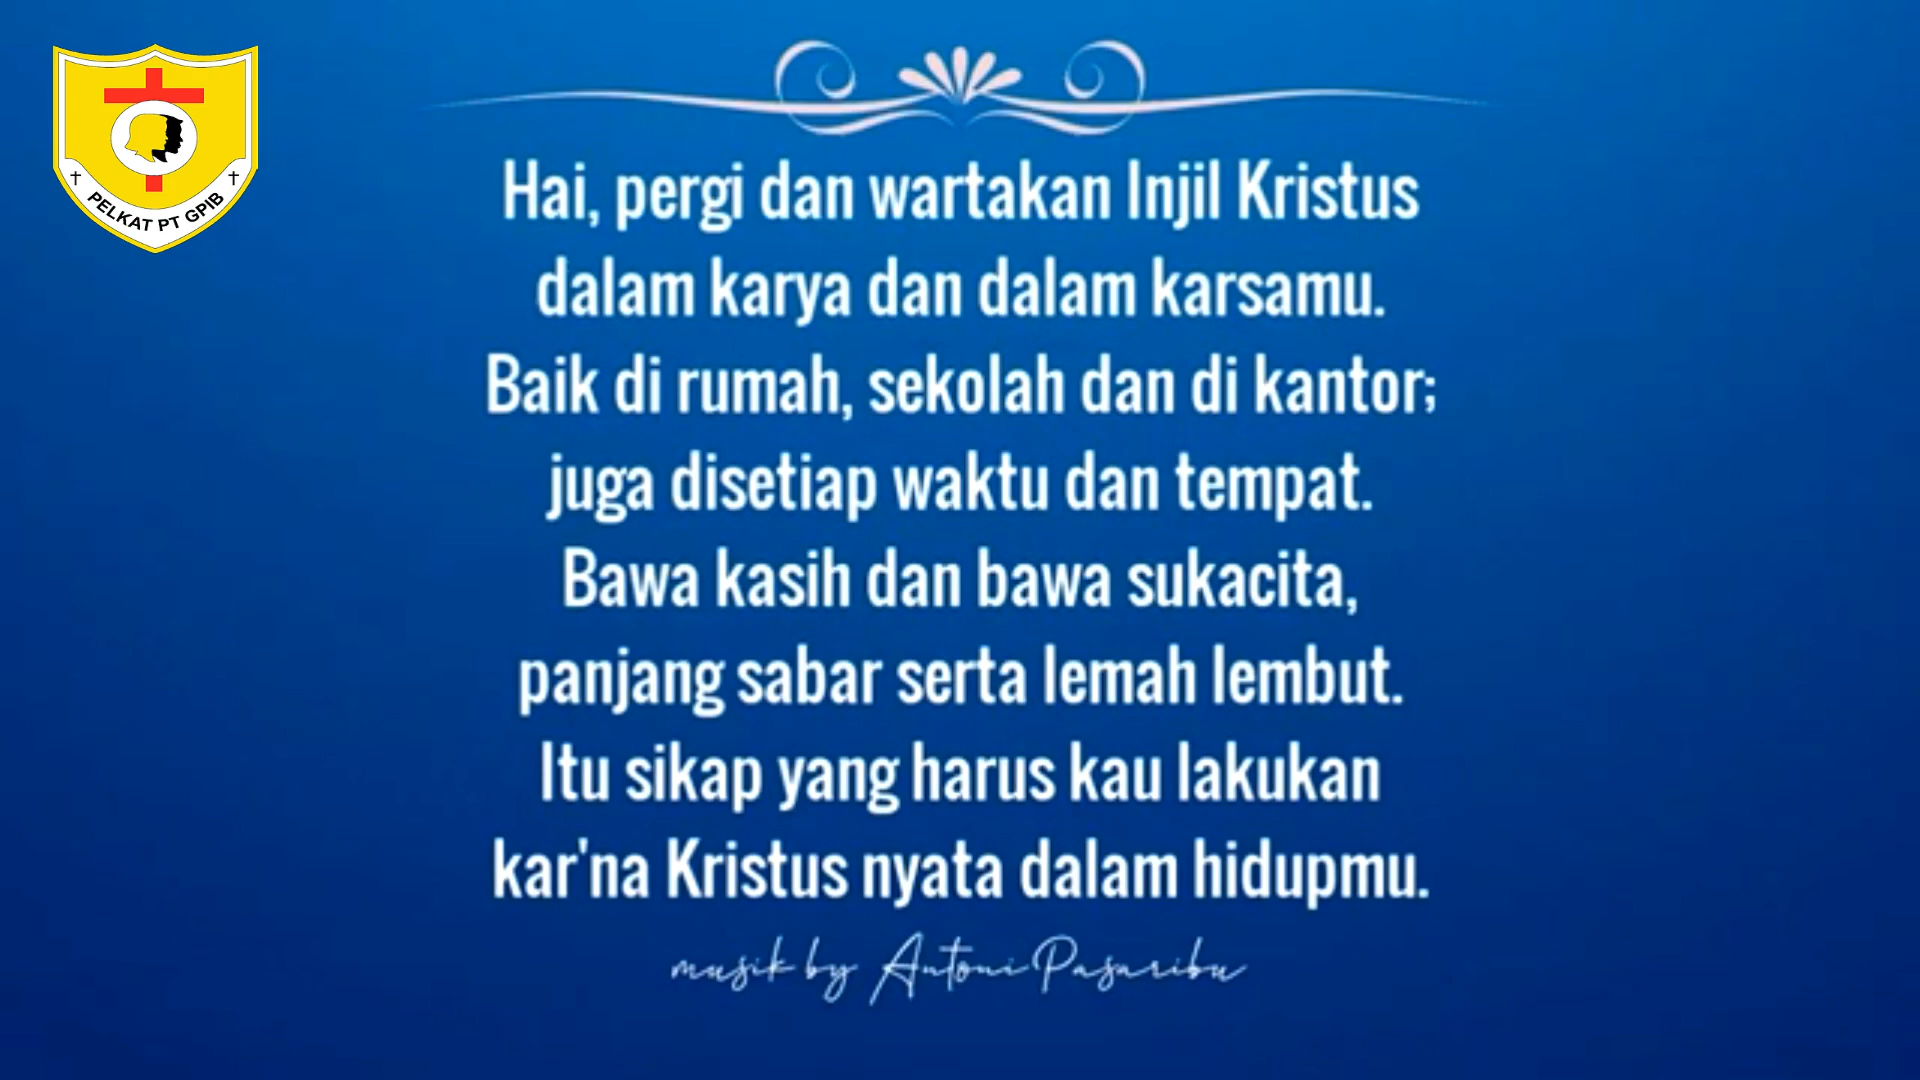 PELKAT PT GPIB
Hai, pergi dan wartakan Injil Kristus
dalam karya dan dalam karsamu.
Baik di rumah, sekolah dan di kantor;
juga disetiap waktu dan tempat.
Bawa kasih dan bawa sukacita,
panjang sabar serta lemah lembut.
Itu sikap yang harus kau lakukan
kar'na Kristus nyata dalam hidupmu.
musik by Antoni Pasaribu